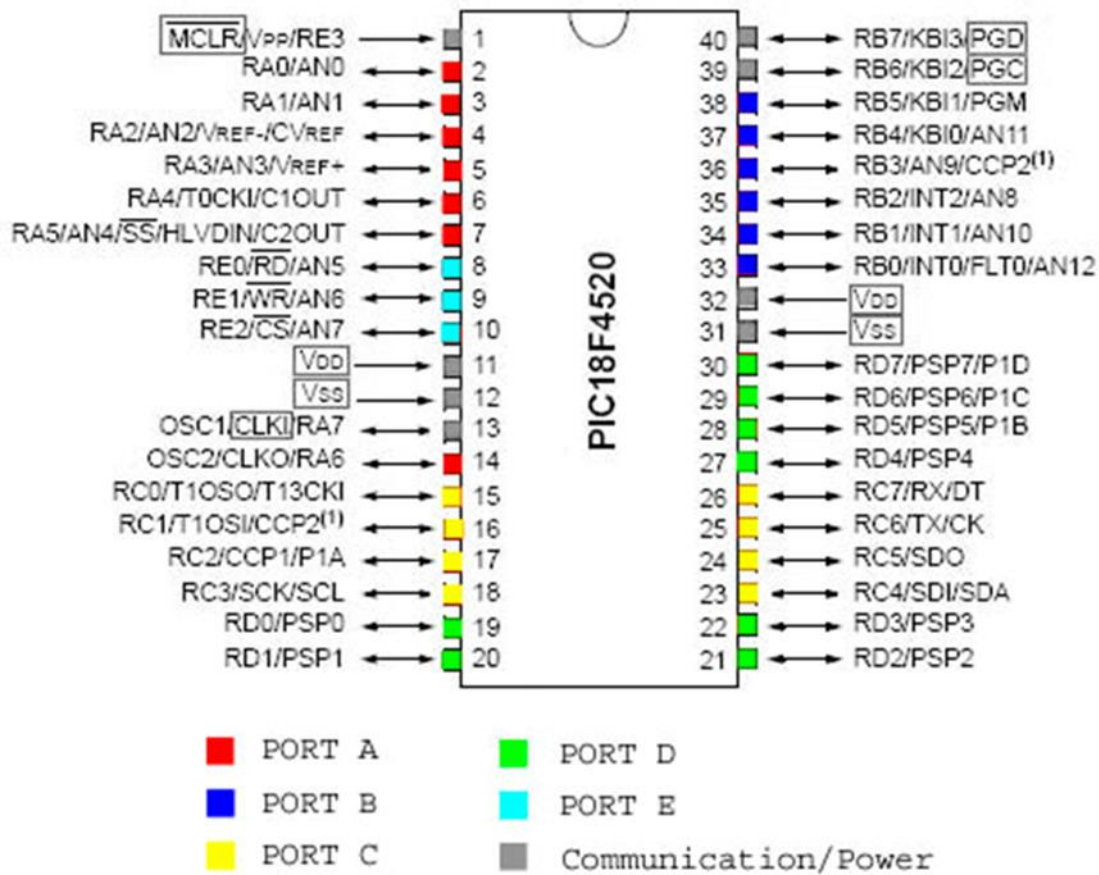 MCLR/VPP/RE3 1
RA0/AN0 2
RA1/AN1 3
RA2/AN2/VREF-/CVREF 4
RA3/AN3/VREF+ 5
RA4/T0CKI/C1OUT 6
RA5/AN4/SS/HLVDIN/C2OUT 7
RE0/RD/AN5 8
RE1/WR/AN6 9
RE2/CS/AN7 10
VDD 11
VSS 12
OSC1/CLKI/RA7 13
OSC2/CLKO/RA6 14
RC0/T1OSO/T13CKI 15
RC1/T1OSI/CCP2(1) 16
RC2/CCP1/P1A 17
RC3/SCK/SCL 18
RD0/PSP0 19
RD1/PSP1 20
PIC18F4520
40 RB7/KBI3/PGD
39 RB6/KBI2/PGC
38 RB5/KBI1/PGM
37 RB4/KBI0/AN11
36 RB3/AN9/CCP2(1)
35 RB2/INT2/AN8
34 RB1/INT1/AN10
33 RB0/INT0/FLT0/AN12
32 VDD
31 VSS
30 RD7/PSP7/P1D
29 RD6/PSP6/P1C
28 RD5/PSP5/P1B
27 RD4/PSP4
26 RC7/RX/DT
25 RC6/TX/CK
24 RC5/SDO
23 RC4/SDI/SDA
22 RD3/PSP3
21 RD2/PSP2
PORT A
PORT B
PORT C
PORT D
PORT E
Communication/Power